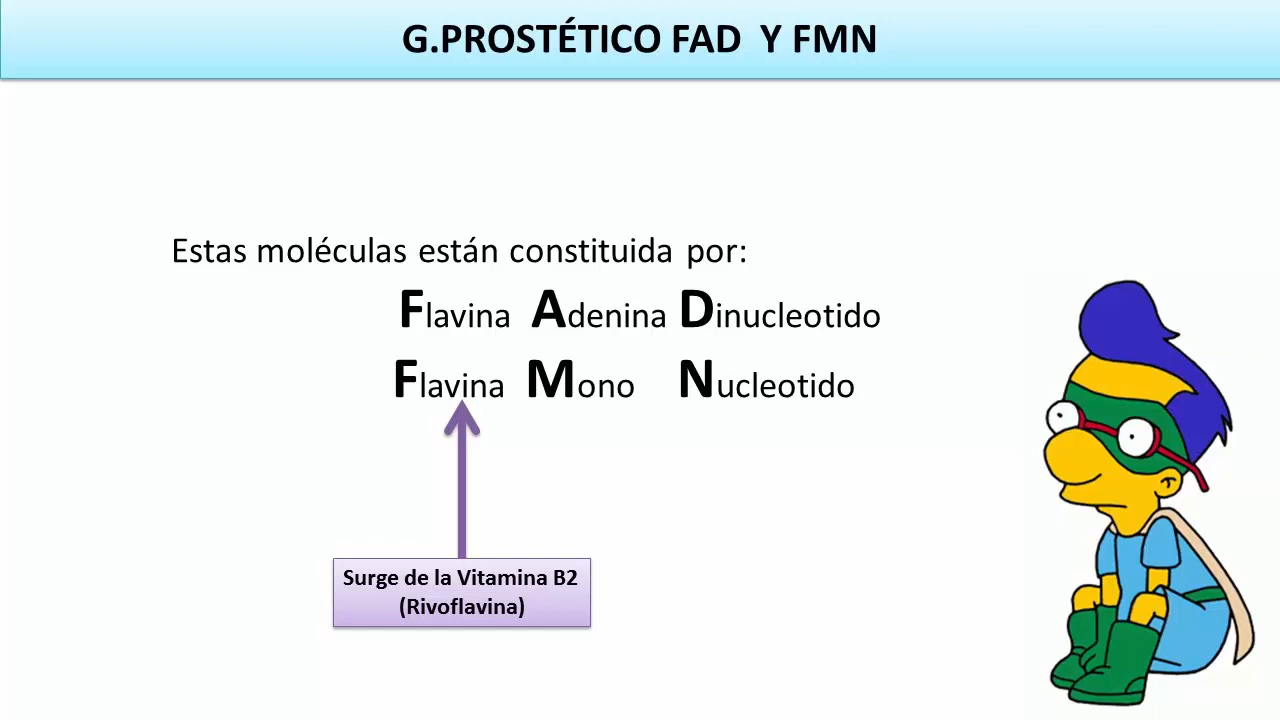 G.PROSTÉTICO FAD Y FMN
Estas moléculas están constituida por:
Flavina Adenina Dinucleotido
Flavina Mono Nucleotido
Surge de la Vitamina B2
(Rivoflavina)